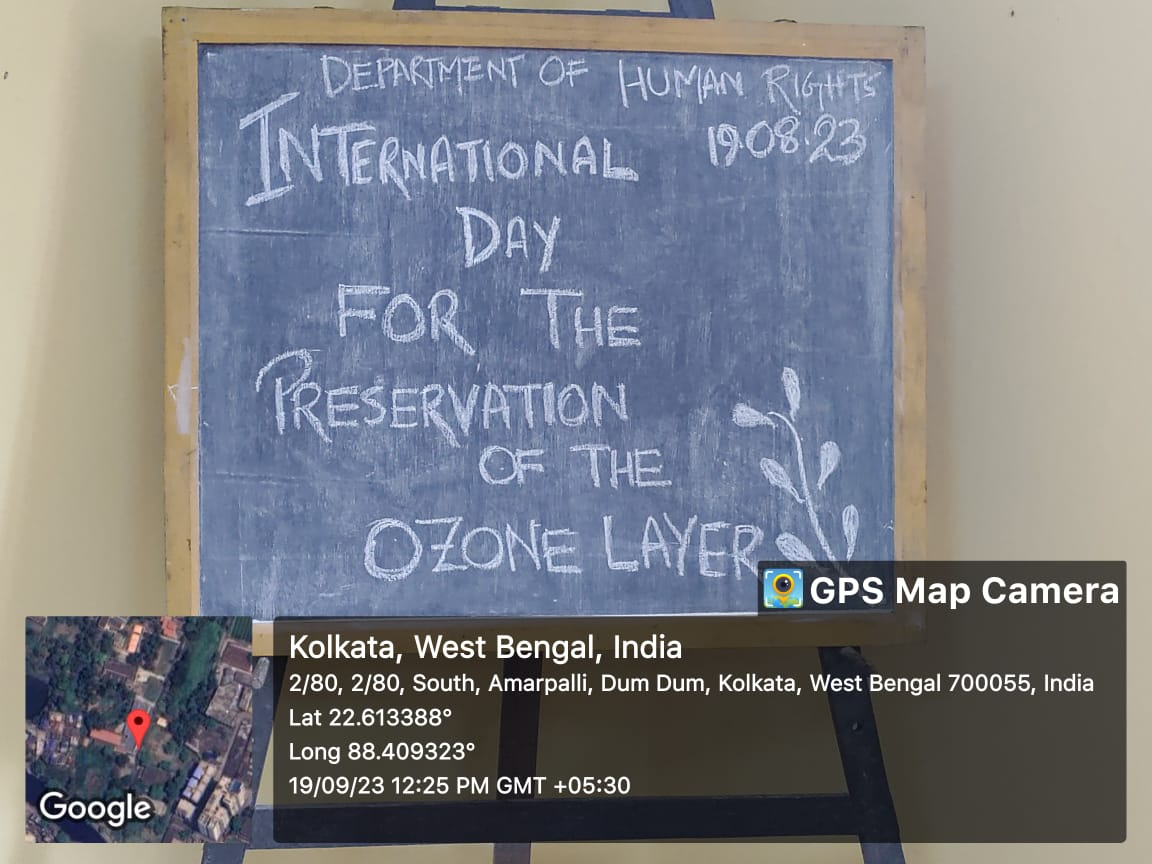 DEPARTMENT OF HUMAN RIGHTS
19.08.23
INTERNATIONAL
DAY
FOR THE
PRESERVATION
OF THE
OZONE LAYER
GPS Map Camera
Kolkata, West Bengal, India
2/80, 2/80, South, Amarpalli, Dum Dum, Kolkata, West Bengal 700055, India
Lat 22.613388°
Long 88.409323°
19/09/23 12:25 PM GMT +05:30
Google